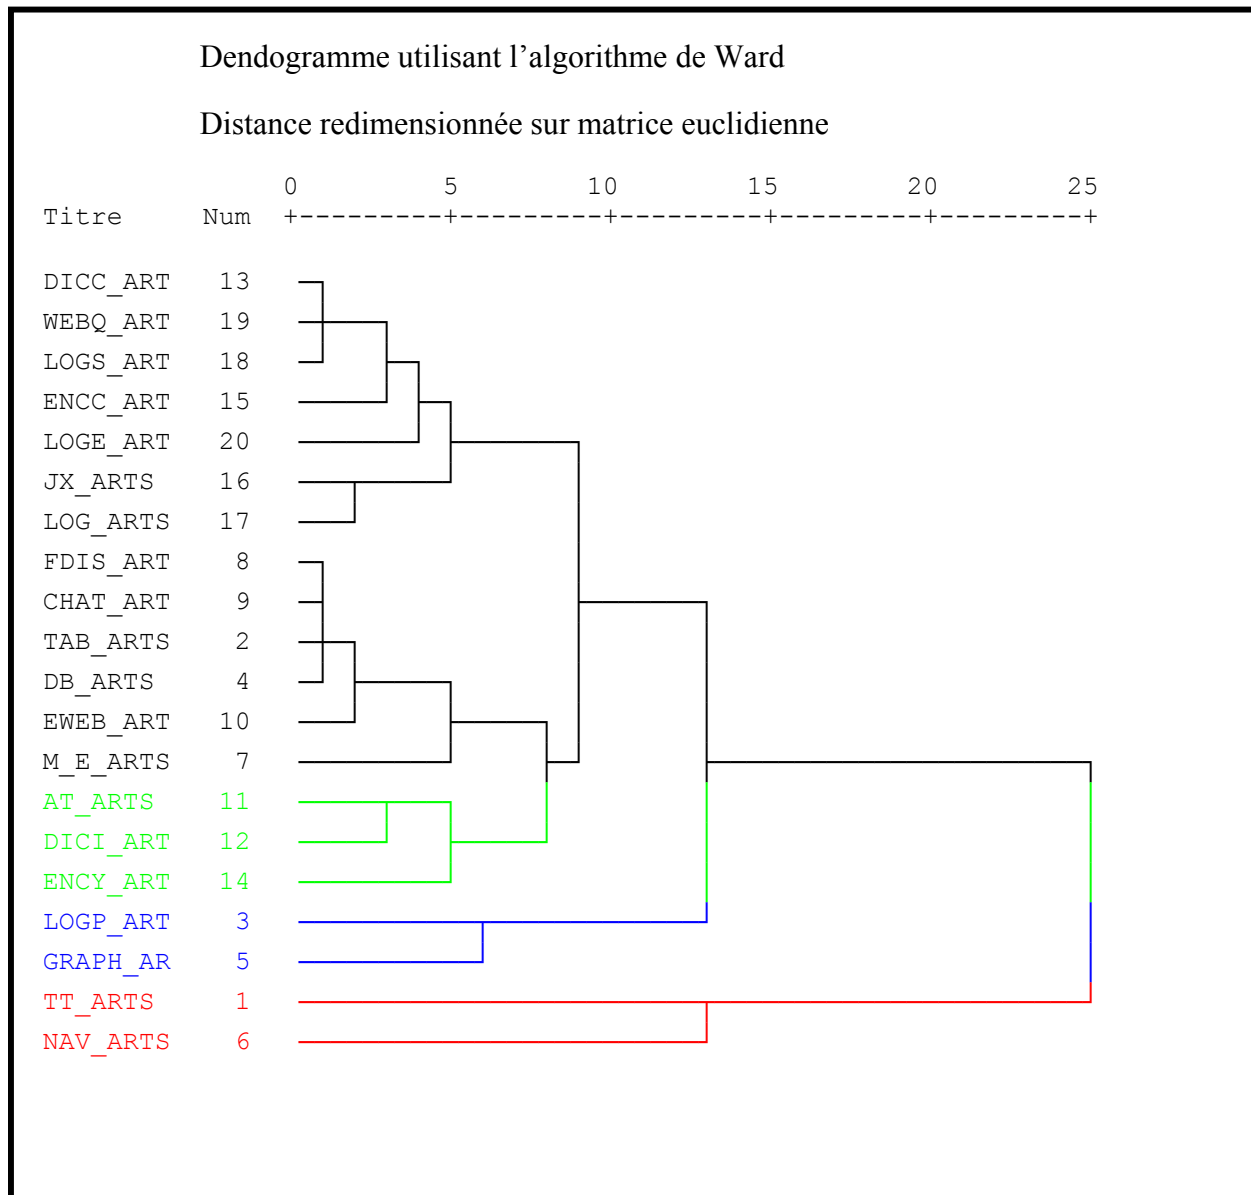 Dendogramme utilisant l’algorithme de Ward
Distance redimensionnée sur matrice euclidienne
0 5 10 15 20 25
Titre Num +---------+---------+---------+---------+---------+
DICC_ART 13
WEBQ_ART 19
LOGS_ART 18
ENCC_ART 15
LOGE_ART 20
JX_ARTS 16
LOG_ARTS 17
FDIS_ART 8
CHAT_ART 9
TAB_ARTS 2
DB_ARTS 4
EWEB_ART 10
M_E_ARTS 7
AT_ARTS 11
DICI_ART 12
ENCY_ART 14
LOGP_ART 3
GRAPH_AR 5
TT_ARTS 1
NAV_ARTS 6